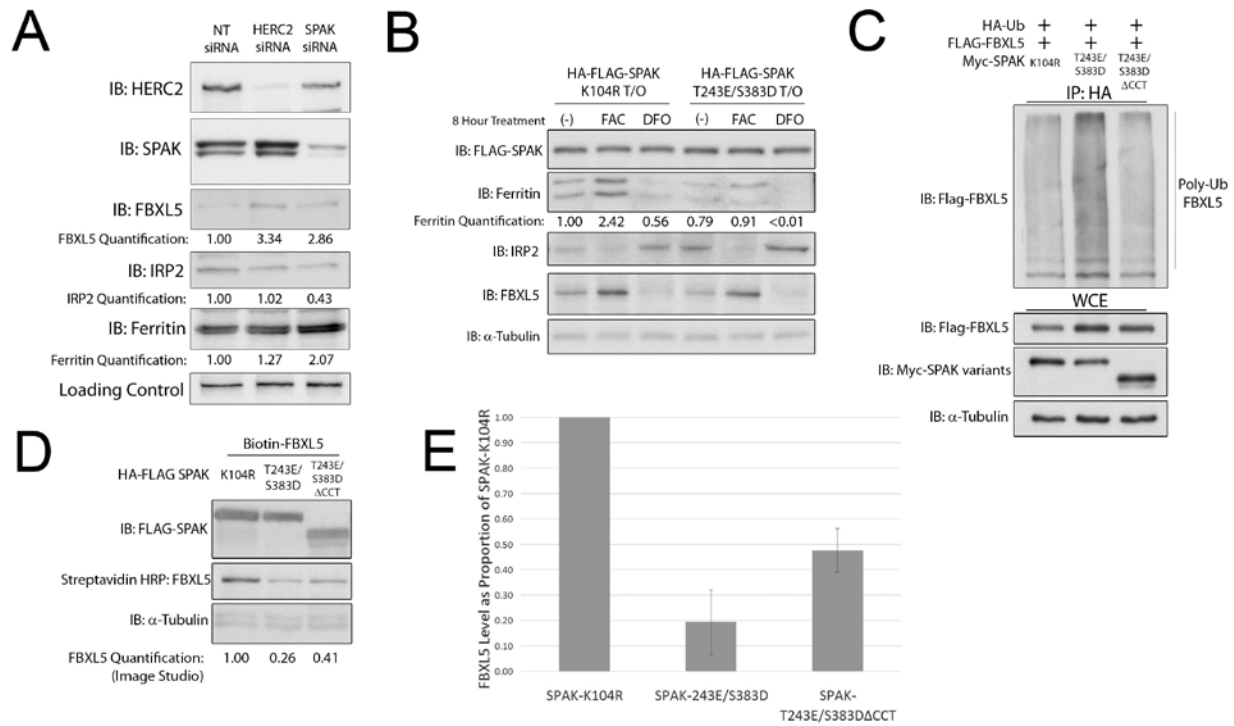 A
NT siRNA
HERC2 siRNA
SPAK siRNA
IB: HERC2
IB: SPAK
IB: FBXL5
FBXL5 Quantification: 1.00 3.34 2.86
IB: IRP2
IRP2 Quantification: 1.00 1.02 0.43
IB: Ferritin
Ferritin Quantification: 1.00 1.27 2.07
Loading Control
B
HA-FLAG-SPAK K104R T/O
HA-FLAG-SPAK T243E/S383D T/O
8 Hour Treatment (-) FAC DFO (-) FAC DFO
IB: FLAG-SPAK
IB: Ferritin
Ferritin Quantification: 1.00 2.42 0.56 0.79 0.91 <0.01
IB: IRP2
IB: FBXL5
IB: α-Tubulin
C
HA-Ub + + +
FLAG-FBXL5 + + +
Myc-SPAK K104R T243E/S383D T243E/S383D ΔCCT
IP: HA
IB: Flag-FBXL5
Poly-Ub FBXL5
WCE
IB: Flag-FBXL5
IB: Myc-SPAK variants
IB: α-Tubulin
D
Biotin-FBXL5
HA-FLAG SPAK K104R T243E/S383D T243E/S383D ΔCCT
IB: FLAG-SPAK
Streptavidin HRP: FBXL5
IB: α-Tubulin
FBXL5 Quantification: 1.00 0.26 0.41
(Image Studio)
E
FBXL5 Level as Proportion of SPAK-K104R
1.00
0.90
0.80
0.70
0.60
0.50
0.40
0.30
0.20
0.10
0.00
SPAK-K104R
SPAK-243E/S383D
SPAK-T243E/S383DΔCCT